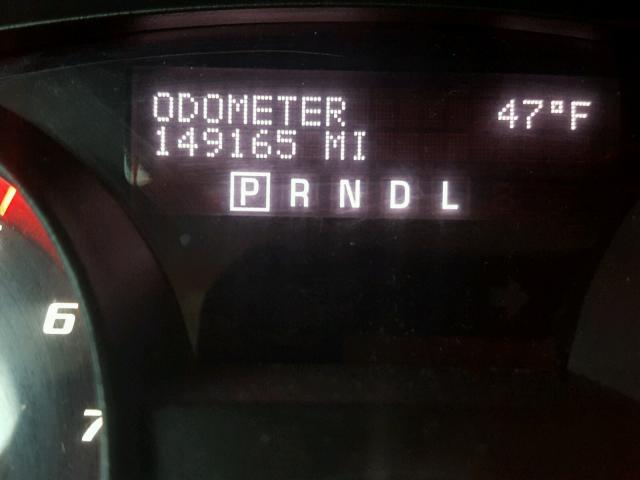 ODOMETER 47°F
149165 MI
P R N D L
6
7